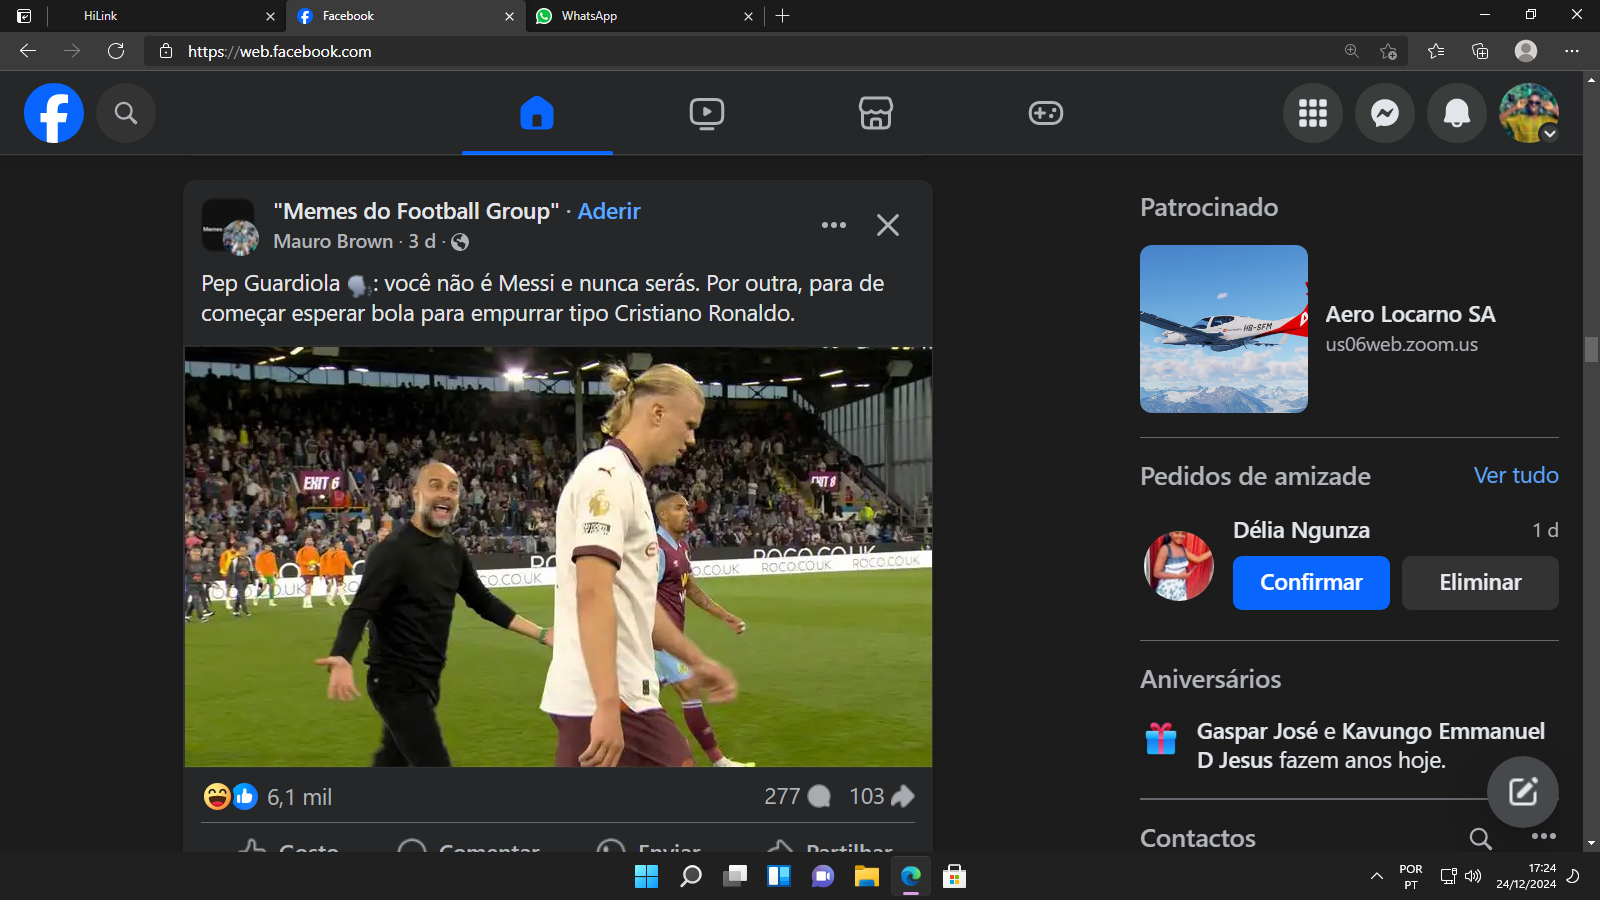 HiLink
Facebook
WhatsApp
https://web.facebook.com
"Memes do Football Group" · Aderir
Mauro Brown · 3 d ·
Memes
Pep Guardiola 🗣️: você não é Messi e nunca serás. Por outra, para de
começar esperar bola para empurrar tipo Cristiano Ronaldo.
EXIT 6
EXIT 8
ROCO.CO.UK
ROCO.CO.UK
ROCO.CO.UK
6,1 mil
277
103
Gosto
Comentar
Enviar
Partilhar
Patrocinado
HB-SFM
Aero Locarno SA
us06web.zoom.us
Pedidos de amizade
Ver tudo
Délia Ngunza
1 d
Confirmar
Eliminar
Aniversários
Gaspar José e Kavungo Emmanuel
D Jesus fazem anos hoje.
Contactos
POR
PT
17:24
24/12/2024